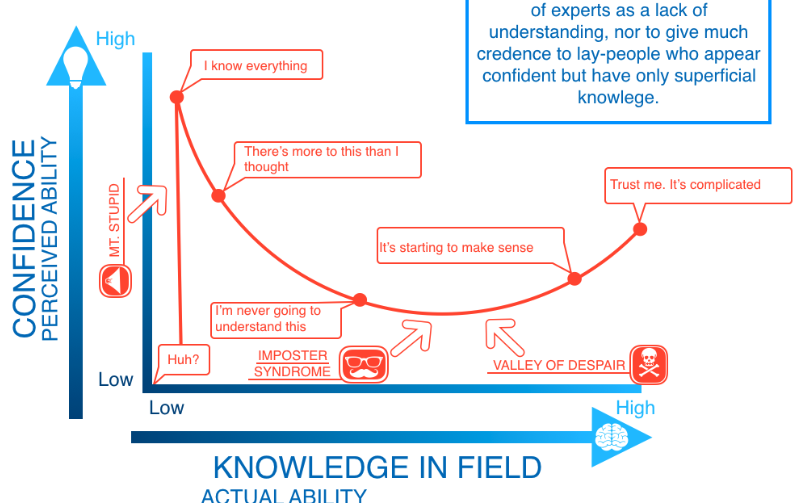 of experts as a lack of
understanding, nor to give much
credence to lay-people who appear
confident but have only superficial
knowlege.
High
I know everything
There's more to this than I
thought
Trust me. It's complicated
CONFIDENCE
PERCEIVED ABILITY
MT. STUPID
It's starting to make sense
I'm never going to
understand this
Huh?
IMPOSTER
SYNDROME
VALLEY OF DESPAIR
Low
Low
High
KNOWLEDGE IN FIELD
ACTUAL ABILITY